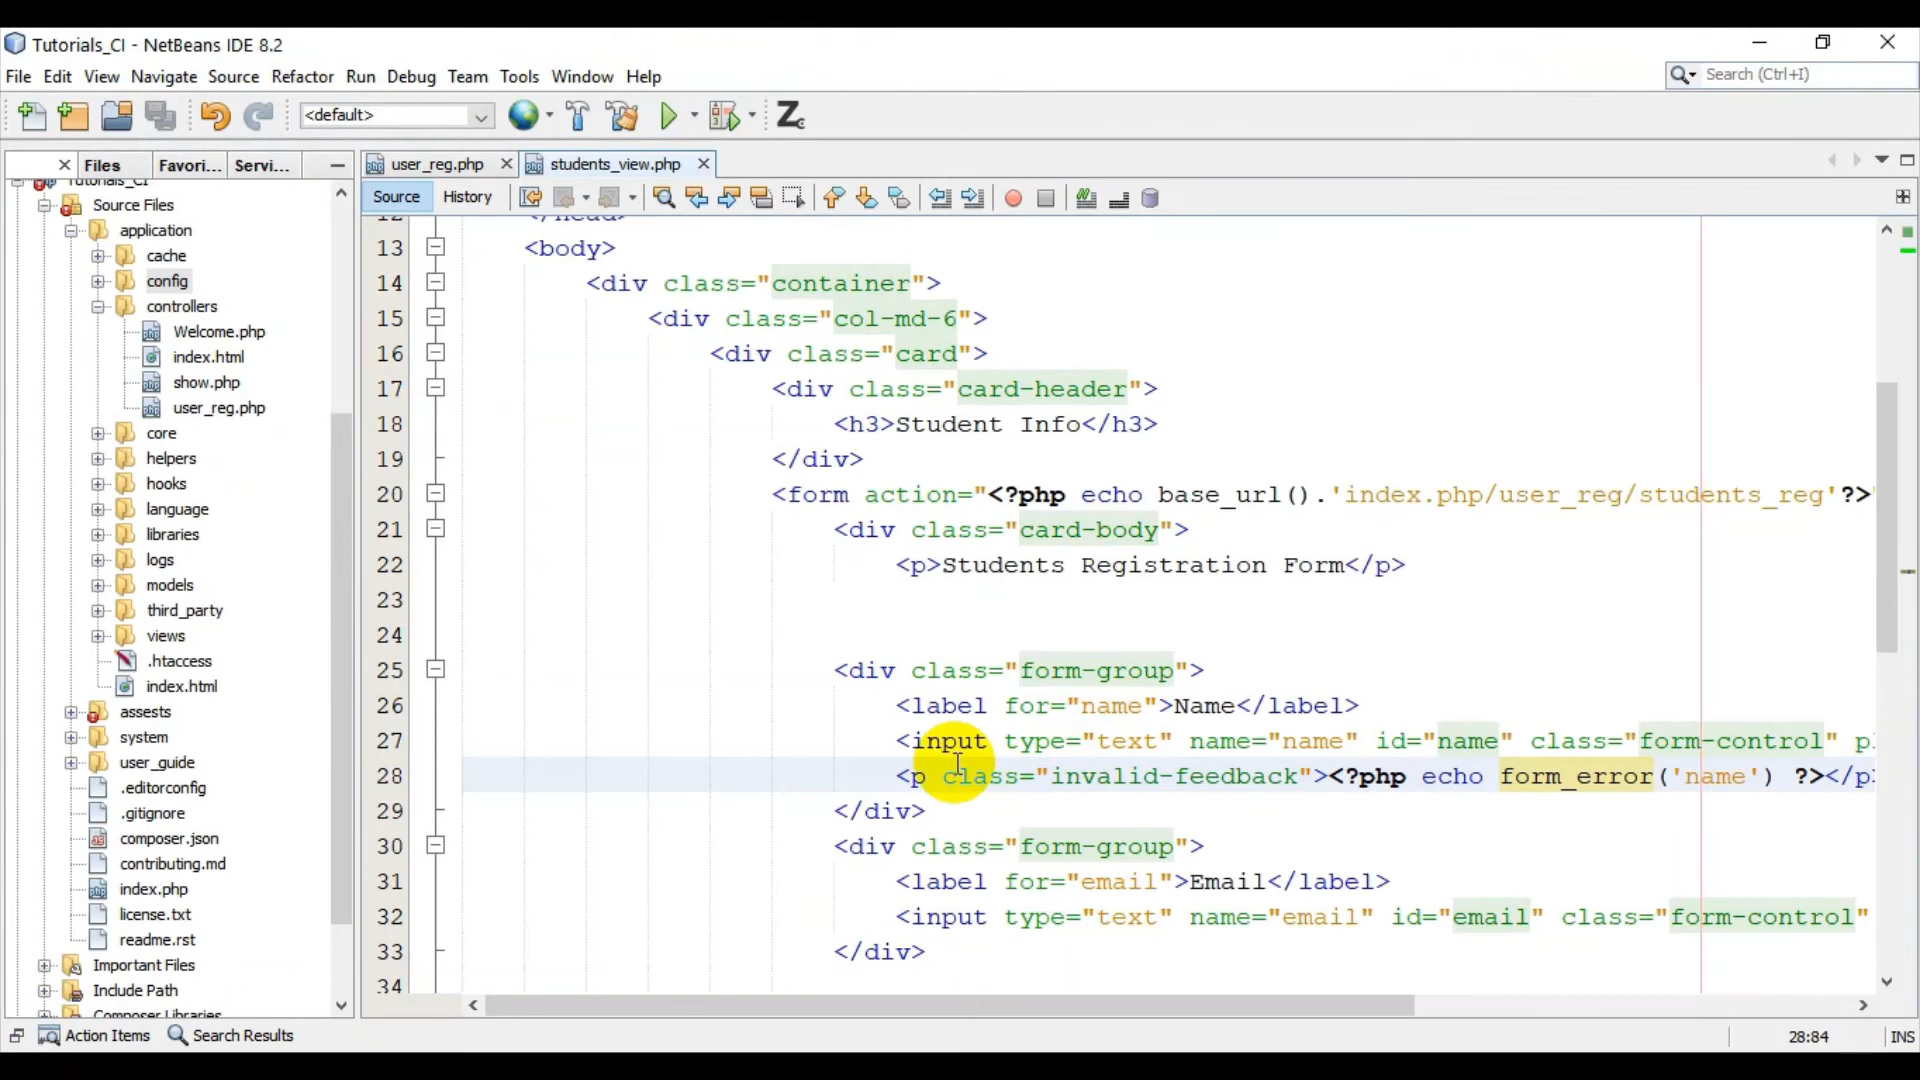 Tutorials_CI - NetBeans IDE 8.2
File Edit View Navigate Source Refactor Run Debug Team Tools Window Help
Search (Ctrl+I)
<default>
Files Favori... Servi...
user_reg.php students_view.php
Source History
Tutorials_CI
Source Files
application
cache
config
controllers
Welcome.php
index.html
show.php
user_reg.php
core
helpers
hooks
language
libraries
logs
models
third_party
views
.htaccess
index.html
assests
system
user_guide
.editorconfig
.gitignore
composer.json
contributing.md
index.php
license.txt
readme.rst
Important Files
Include Path
Composer Libraries
12 </head>
13 <body>
14 <div class="container">
15 <div class="col-md-6">
16 <div class="card">
17 <div class="card-header">
18 <h3>Student Info</h3>
19 </div>
20 <form action="<?php echo base_url().'index.php/user_reg/students_reg'?>"
21 <div class="card-body">
22 <p>Students Registration Form</p>
23
24
25 <div class="form-group">
26 <label for="name">Name</label>
27 <input type="text" name="name" id="name" class="form-control" pl
28 <p class="invalid-feedback"><?php echo form_error('name') ?></p>
29 </div>
30 <div class="form-group">
31 <label for="email">Email</label>
32 <input type="text" name="email" id="email" class="form-control"
33 </div>
34
Action Items Search Results
28:84 INS